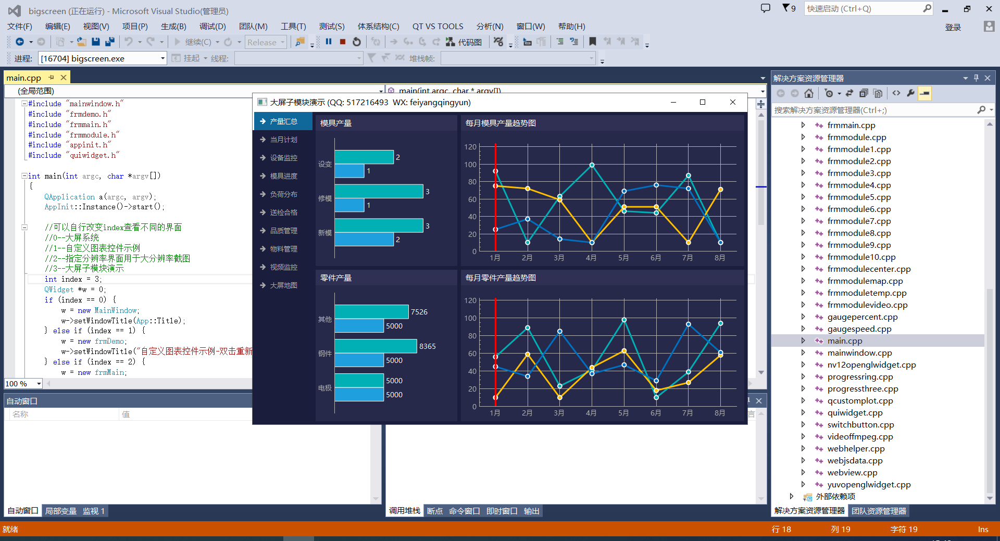 bigscreen (正在运行) - Microsoft Visual Studio(管理员)
9
快速启动 (Ctrl+Q)
文件(F) 编辑(E) 视图(V) 项目(P) 生成(B) 调试(D) 团队(M) 工具(T) 测试(S) 体系结构(C) QT VS TOOLS 分析(N) 窗口(W) 帮助(H)
登录
继续(C) Release 代码图
进程: [16704] bigscreen.exe 挂起 线程: 堆栈帧:
main.cpp
(全局范围)
main(int argc, char * argv[])
#include "mainwindow.h"
#include "frmdemo.h"
#include "frmmain.h"
#include "frmmodule.h"
#include "appinit.h"
#include "quiwidget.h"
int main(int argc, char *argv[])
{
QApplication a(argc, argv);
AppInit::Instance()->start();
//可以自行改变index查看不同的界面
//0--大屏系统
//1--自定义图表控件示例
//2--指定分辨率界面用于大分辨率截图
//3--大屏子模块演示
int index = 3;
QWidget *w = 0;
if (index == 0) {
w = new MainWindow;
w->setWindowTitle(App::Title);
} else if (index == 1) {
w = new frmDemo;
w->setWindowTitle("自定义图表控件示例-双击重新
} else if (index == 2) {
w = new frmMain;
100 %
自动窗口
名称 值
自动窗口 局部变量 监视 1
大屏子模块演示 (QQ: 517216493 WX: feiyangqingyun)
产量汇总
当月计划
设备监控
模具进度
负荷分布
送检合格
品质管理
物料管理
视频监控
大屏地图
模具产量
设变
2
1
修模
3
1
新模
3
2
每月模具产量趋势图
120
100
80
60
40
20
0
1月 2月 3月 4月 5月 6月 7月 8月
零件产量
其他
7526
5000
钢件
8365
5000
电极
5000
5000
每月零件产量趋势图
120
100
80
60
40
20
0
1月 2月 3月 4月 5月 6月 7月 8月
言
调用堆栈 断点 命令窗口 即时窗口 输出
解决方案资源管理器
搜索解决方案资源管理器(Ctrl+;)
frmmain.cpp
frmmodule.cpp
frmmodule1.cpp
frmmodule2.cpp
frmmodule3.cpp
frmmodule4.cpp
frmmodule5.cpp
frmmodule6.cpp
frmmodule7.cpp
frmmodule8.cpp
frmmodule9.cpp
frmmodule10.cpp
frmmodulecenter.cpp
frmmodulemap.cpp
frmmoduletemp.cpp
frmmodulevideo.cpp
gaugepercent.cpp
gaugespeed.cpp
main.cpp
mainwindow.cpp
nv12openglwidget.cpp
progressring.cpp
progressthree.cpp
qcustomplot.cpp
quiwidget.cpp
switchbutton.cpp
videoffmpeg.cpp
webhelper.cpp
webjsdata.cpp
webview.cpp
yuvopenglwidget.cpp
外部依赖项
解决方案资源管理器 团队资源管理器
就绪 行 18 列 19 字符 19 Ins